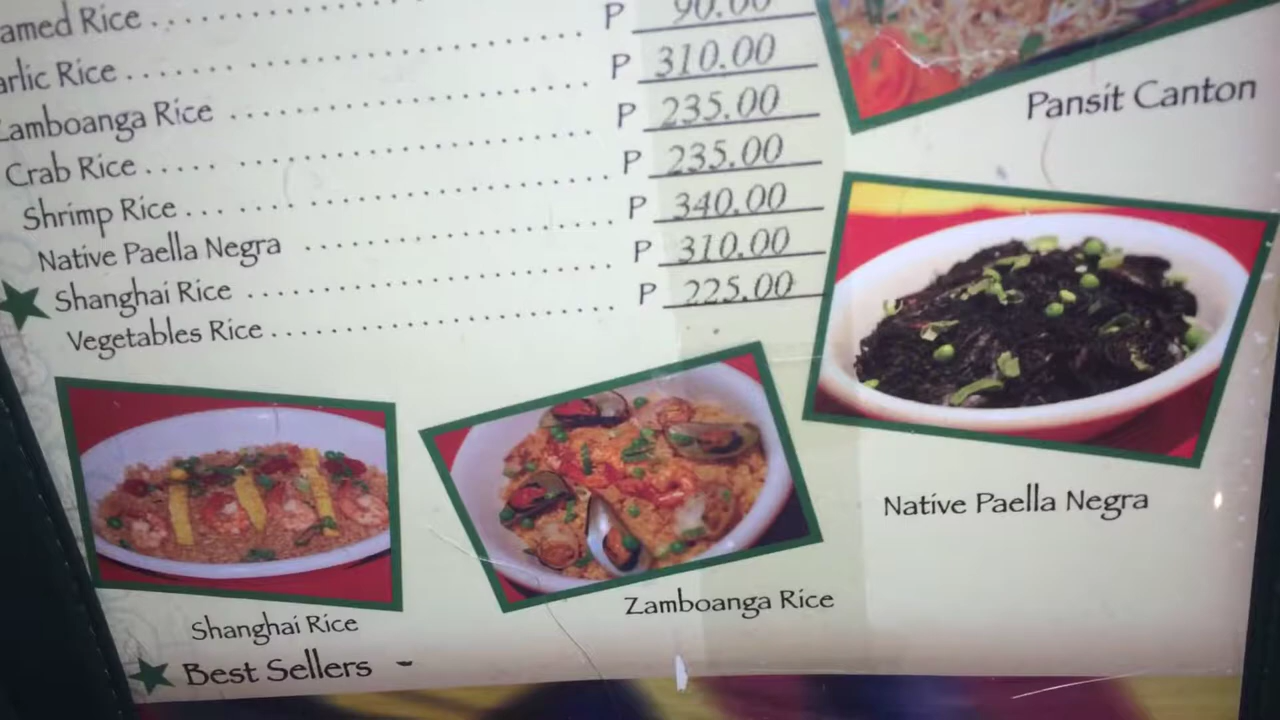 amed Rice
arlic Rice ........ P 90.00
Zamboanga Rice ........ P 310.00
Crab Rice ........ P 235.00
Shrimp Rice ........ P 235.00
Native Paella Negra ........ P 340.00
Shanghai Rice ........ P 310.00
Vegetables Rice ........ P 225.00
Pansit Canton
Native Paella Negra
Zamboanga Rice
Shanghai Rice
Best Sellers -